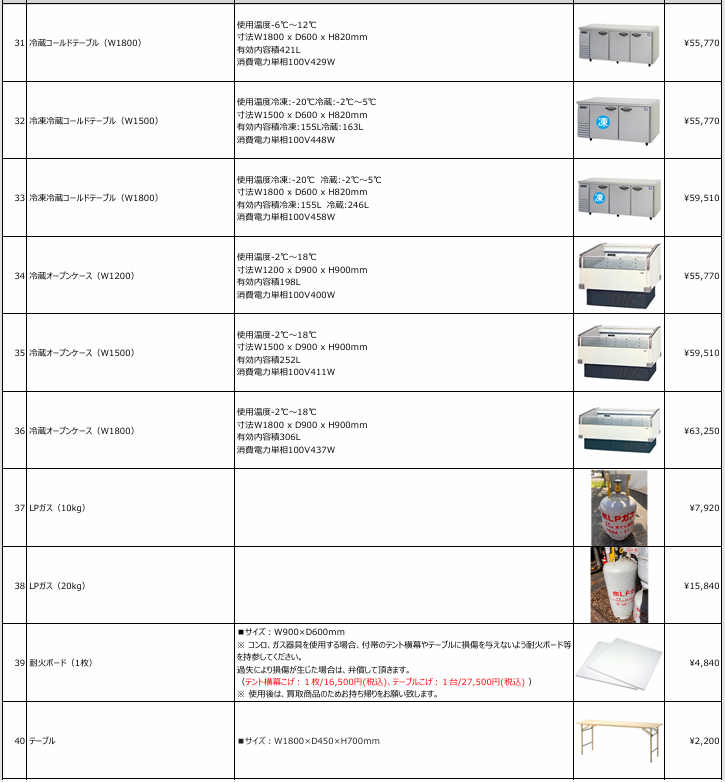 31 冷蔵コールドテーブル（W1800）
使用温度-6℃～12℃
寸法W1800 x D600 x H820mm
有効内容積421L
消費電力単相100V429W
¥55,770
32 冷凍冷蔵コールドテーブル（W1500）
使用温度冷凍:-20℃冷蔵:-2℃～5℃
寸法W1500 x D600 x H820mm
有効内容積冷凍:155L冷蔵:163L
消費電力単相100V448W
凍
¥55,770
33 冷凍冷蔵コールドテーブル（W1800）
使用温度冷凍:-20℃ 冷蔵:-2℃～5℃
寸法W1800 x D600 x H820mm
有効内容積冷凍:155L 冷蔵:246L
消費電力単相100V458W
凍
¥59,510
34 冷蔵オープンケース（W1200）
使用温度-2℃～18℃
寸法W1200 x D900 x H900mm
有効内容積198L
消費電力単相100V400W
¥55,770
35 冷蔵オープンケース（W1500）
使用温度-2℃～18℃
寸法W1500 x D900 x H900mm
有効内容積252L
消費電力単相100V411W
¥59,510
36 冷蔵オープンケース（W1800）
使用温度-2℃～18℃
寸法W1800 x D900 x H900mm
有効内容積306L
消費電力単相100V437W
¥63,250
37 LPガス（10kg）
LPガス
¥7,920
38 LPガス（20kg）
LPガス
¥15,840
39 耐火ボード（1枚）
■サイズ：W900×D600mm
※ コンロ、ガス器具を使用する場合、付帯のテント横幕やテーブルに損傷を与えないよう耐火ボード等
を持参してください。
過失により損傷が生じた場合は、弁償して頂きます。
（テント横幕こげ：１枚/16,500円(税込)、テーブルこげ：１台/27,500円(税込) ）
※ 使用後は、買取商品のためお持ち帰りをお願い致します。
¥4,840
40 テーブル
■サイズ：W1800×D450×H700mm
¥2,200